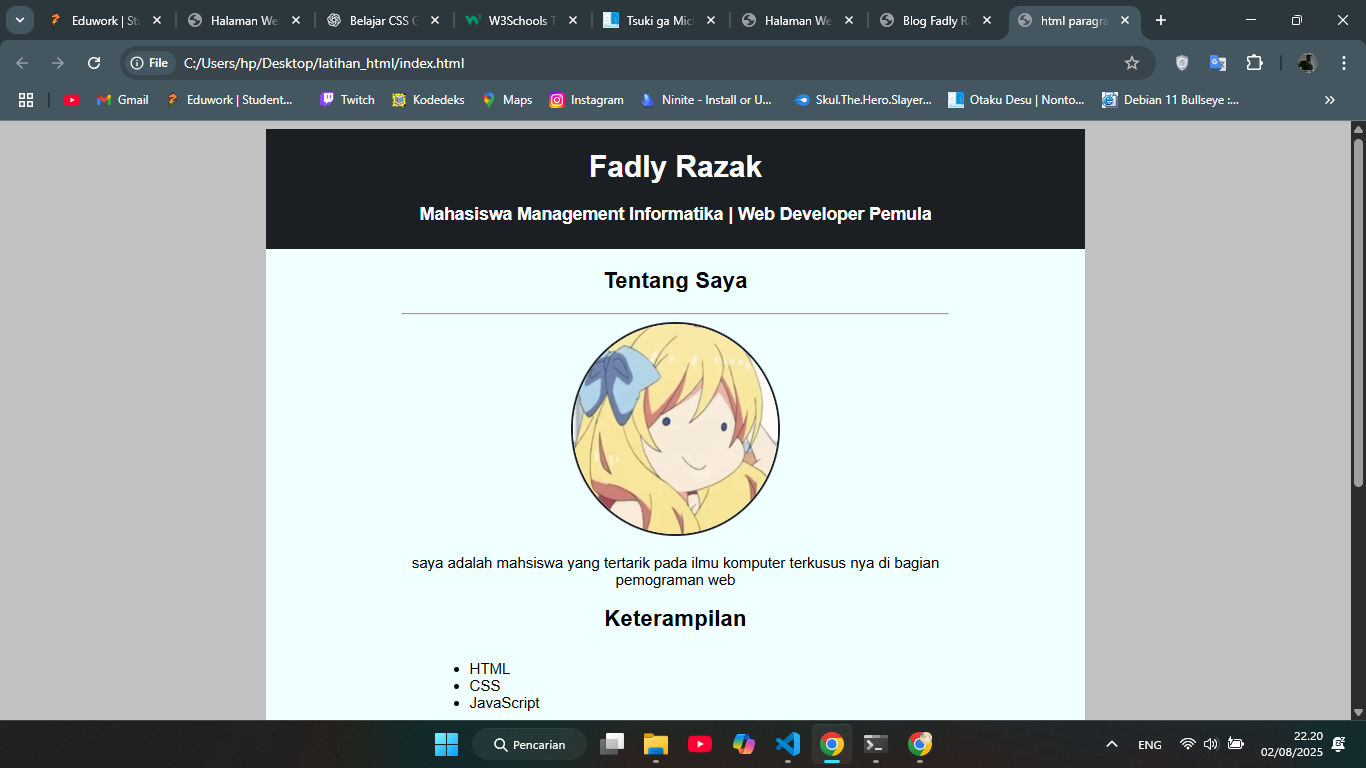 Eduwork | Stu
Halaman We
Belajar CSS G
W3Schools T
Tsuki ga Mich
Halaman We
Blog Fadly Ra
html paragra
File
C:/Users/hp/Desktop/latihan_html/index.html
Gmail
Eduwork | Student...
Twitch
Kodedeks
Maps
Instagram
Ninite - Install or U...
Skul.The.Hero.Slayer...
Otaku Desu | Nonto...
Debian 11 Bullseye :...
Fadly Razak
Mahasiswa Management Informatika | Web Developer Pemula
Tentang Saya
saya adalah mahsiswa yang tertarik pada ilmu komputer terkusus nya di bagian
pemograman web
Keterampilan
HTML
CSS
JavaScript
Pencarian
ENG
22.20
02/08/2025